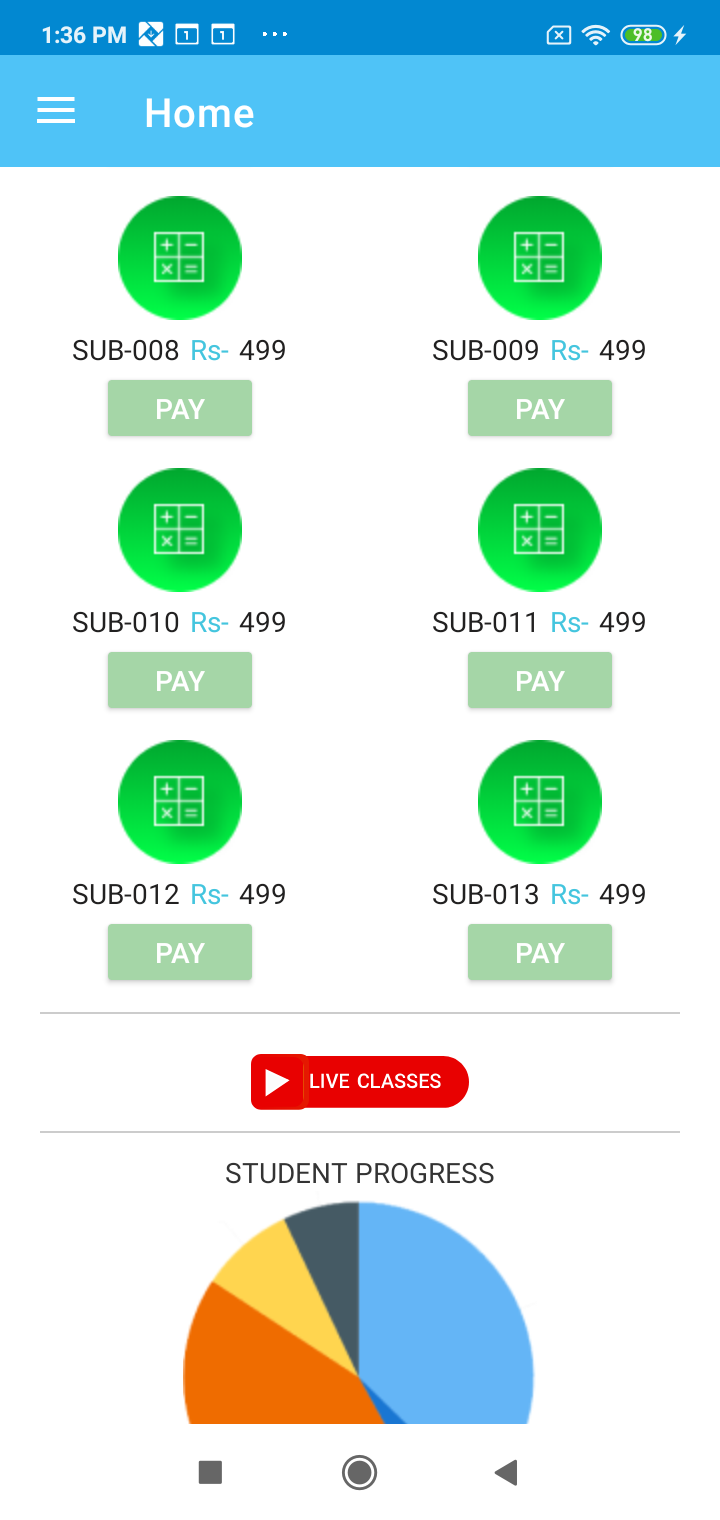 1:36 PM 1 1 ... 98
Home
SUB-008 Rs- 499 SUB-009 Rs- 499
PAY PAY
SUB-010 Rs- 499 SUB-011 Rs- 499
PAY PAY
SUB-012 Rs- 499 SUB-013 Rs- 499
PAY PAY
LIVE CLASSES
STUDENT PROGRESS